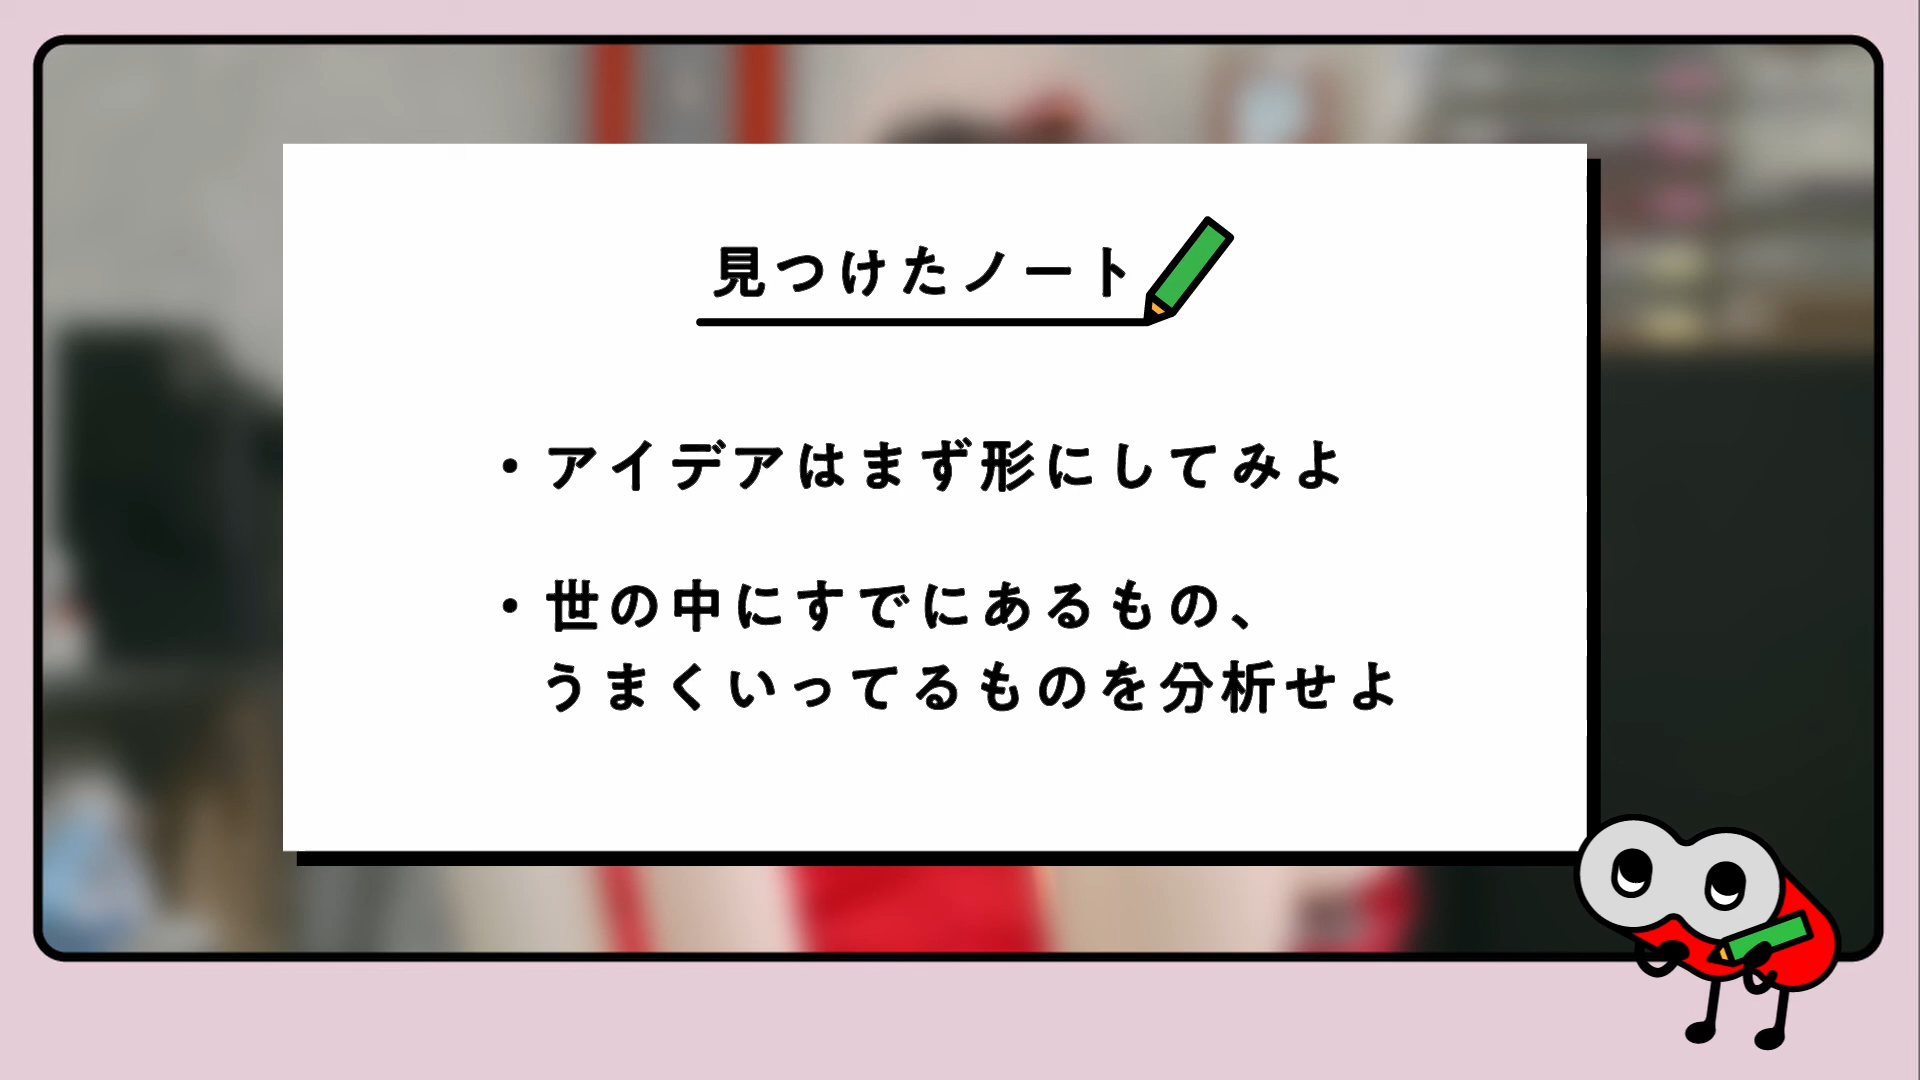 見つけたノート
・アイデアはまず形にしてみよ
・世の中にすでにあるもの、
うまくいってるものを分析せよ